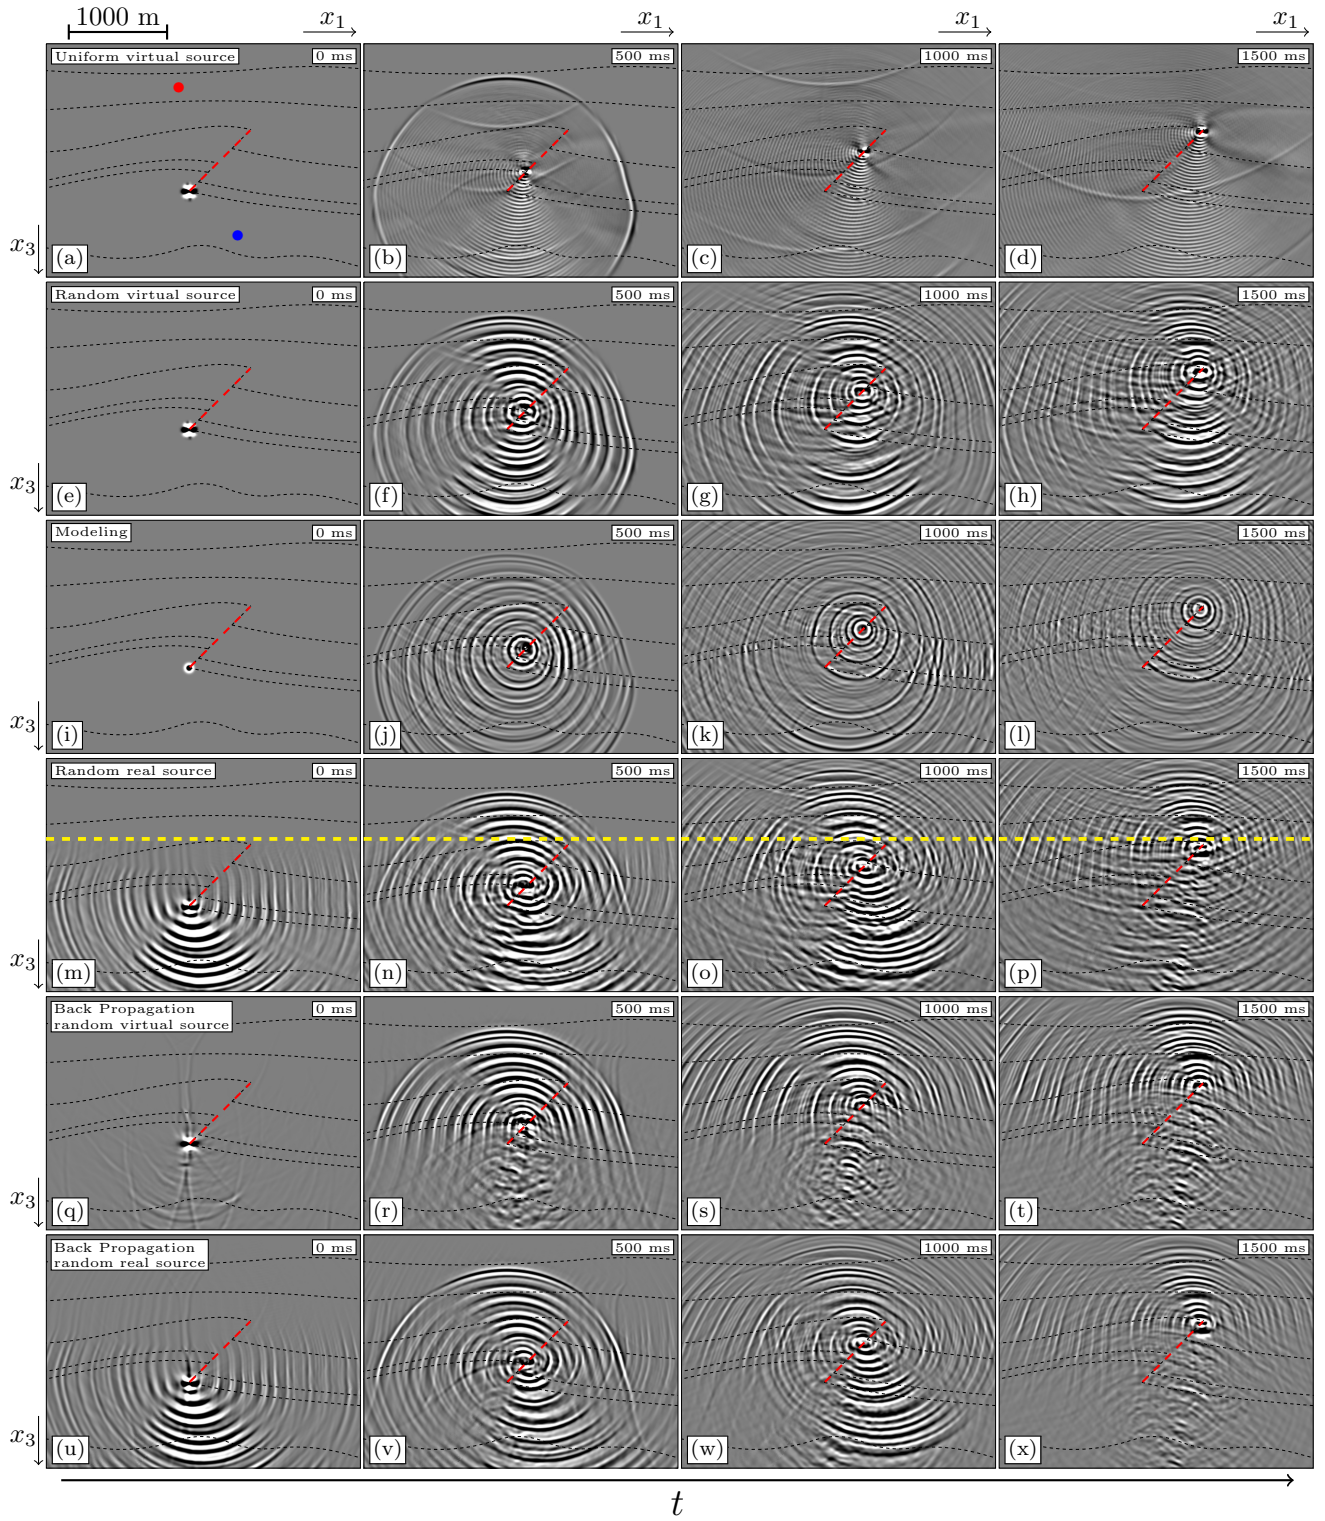 1000 m
x1
x1
x1
x1
Uniform virtual source
0 ms
500 ms
1000 ms
1500 ms
x3
(a)
(b)
(c)
(d)
Random virtual source
0 ms
500 ms
1000 ms
1500 ms
x3
(e)
(f)
(g)
(h)
Modeling
0 ms
500 ms
1000 ms
1500 ms
x3
(i)
(j)
(k)
(l)
Random real source
0 ms
500 ms
1000 ms
1500 ms
x3
(m)
(n)
(o)
(p)
Back Propagation
random virtual source
0 ms
500 ms
1000 ms
1500 ms
x3
(q)
(r)
(s)
(t)
Back Propagation
random real source
0 ms
500 ms
1000 ms
1500 ms
x3
(u)
(v)
(w)
(x)
t